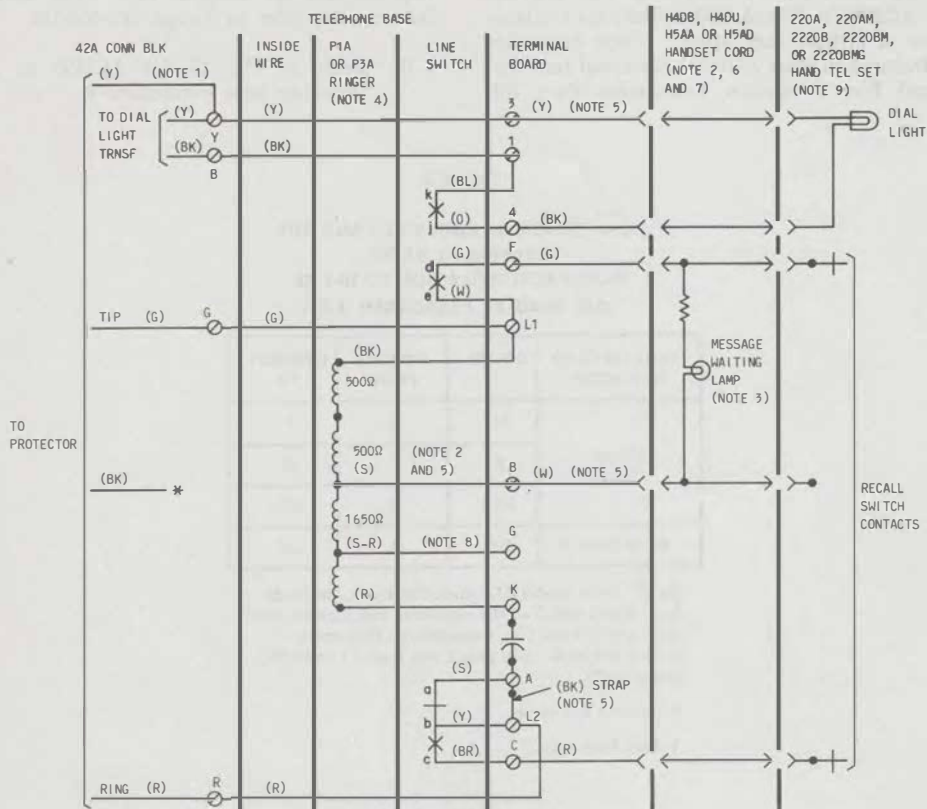 TELEPHONE BASE
42A CONN BLK
INSIDE
WIRE
P1A
OR P3A
RINGER
(NOTE 4)
LINE
SWITCH
TERMINAL
BOARD
H4DB, H4DU,
H5AA OR H5AD
HANDSET CORD
(NOTE 2, 6
AND 7)
220A, 220AM,
2220B, 2220BM,
OR 2220BMG
HAND TEL SET
(NOTE 9)
(Y) (NOTE 1)
TO DIAL
LIGHT
TRNSF
(Y)
Y
(Y)
3
(Y) (NOTE 5)
DIAL
LIGHT
(BK)
B
(BK)
1
k
(BL)
j
(O)
4
(BK)
F
d
(G)
(G)
e
(W)
TIP (G)
G
(G)
L1
(BK)
500Ω
MESSAGE
WAITING
LAMP
(NOTE 3)
TO
PROTECTOR
500Ω
(S)
(NOTE 2
AND 5)
B
(W) (NOTE 5)
(BK)
*
RECALL
SWITCH
CONTACTS
1650Ω
(S-R)
(NOTE 8)
G
(R)
K
(S)
a
A
(BK) STRAP
(NOTE 5)
b
(Y)
L2
c
(BR)
C
(R)
RING (R)
R
(R)